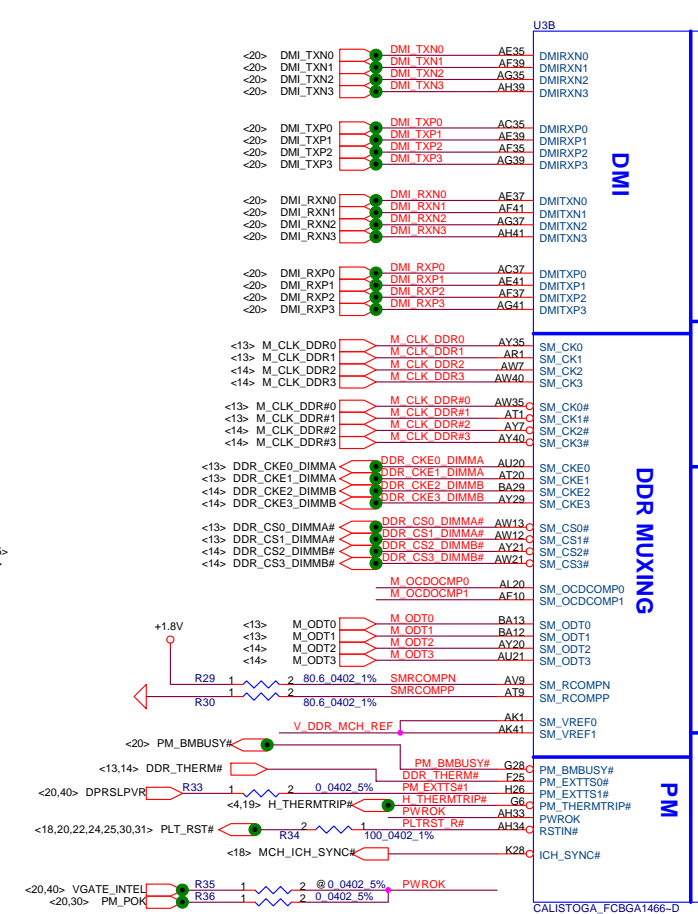 U3B
<20> DMI_TXN0 DMI_TXN0 AE35 DMIRXN0
<20> DMI_TXN1 DMI_TXN1 AF39 DMIRXN1
<20> DMI_TXN2 DMI_TXN2 AG35 DMIRXN2
<20> DMI_TXN3 DMI_TXN3 AH39 DMIRXN3
<20> DMI_TXP0 DMI_TXP0 AC35 DMIRXP0
<20> DMI_TXP1 DMI_TXP1 AE39 DMIRXP1
<20> DMI_TXP2 DMI_TXP2 AF35 DMIRXP2
<20> DMI_TXP3 DMI_TXP3 AG39 DMIRXP3
DMI
<20> DMI_RXN0 DMI_RXN0 AE37 DMITXN0
<20> DMI_RXN1 DMI_RXN1 AF41 DMITXN1
<20> DMI_RXN2 DMI_RXN2 AG37 DMITXN2
<20> DMI_RXN3 DMI_RXN3 AH41 DMITXN3
<20> DMI_RXP0 DMI_RXP0 AC37 DMITXP0
<20> DMI_RXP1 DMI_RXP1 AE41 DMITXP1
<20> DMI_RXP2 DMI_RXP2 AF37 DMITXP2
<20> DMI_RXP3 DMI_RXP3 AG41 DMITXP3
<13> M_CLK_DDR0 M_CLK_DDR0 AY35 SM_CK0
<13> M_CLK_DDR1 M_CLK_DDR1 AR1 SM_CK1
<14> M_CLK_DDR2 M_CLK_DDR2 AW7 SM_CK2
<14> M_CLK_DDR3 M_CLK_DDR3 AW40 SM_CK3
<13> M_CLK_DDR#0 M_CLK_DDR#0 AW35 SM_CK0#
<13> M_CLK_DDR#1 M_CLK_DDR#1 AT1 SM_CK1#
<14> M_CLK_DDR#2 M_CLK_DDR#2 AY7 SM_CK2#
<14> M_CLK_DDR#3 M_CLK_DDR#3 AY40 SM_CK3#
<13> DDR_CKE0_DIMMA DDR_CKE0_DIMMA AU20 SM_CKE0
<13> DDR_CKE1_DIMMA DDR_CKE1_DIMMA AT20 SM_CKE1
<14> DDR_CKE2_DIMMB DDR_CKE2_DIMMB BA29 SM_CKE2
<14> DDR_CKE3_DIMMB DDR_CKE3_DIMMB AY29 SM_CKE3
DDR MUXING
<13> DDR_CS0_DIMMA# DDR_CS0_DIMMA# AW13 SM_CS0#
<13> DDR_CS1_DIMMA# DDR_CS1_DIMMA# AW12 SM_CS1#
<14> DDR_CS2_DIMMB# DDR_CS2_DIMMB# AY21 SM_CS2#
<14> DDR_CS3_DIMMB# DDR_CS3_DIMMB# AW21 SM_CS3#
M_OCDOCMP0 AL20 SM_OCDCOMP0
M_OCDOCMP1 AF10 SM_OCDCOMP1
<13> M_ODT0 M_ODT0 BA13 SM_ODT0
<13> M_ODT1 M_ODT1 BA12 SM_ODT1
<14> M_ODT2 M_ODT2 AY20 SM_ODT2
<14> M_ODT3 M_ODT3 AU21 SM_ODT3
+1.8V
R29 1 2 80.6_0402_1% SMRCOMPN AV9 SM_RCOMPN
R30 1 2 80.6_0402_1% SMRCOMPP AT9 SM_RCOMPP
V_DDR_MCH_REF AK1 SM_VREF0
AK41 SM_VREF1
<20> PM_BMBUSY# PM_BMBUSY# G28 PM_BMBUSY#
<13,14> DDR_THERM# DDR_THERM# F25 PM_EXTTS0#
<20,40> DPRSLPVR R33 1 2 0_0402_5% PM_EXTTS#1 H26 PM_EXTTS1#
<4,19> H_THERMTRIP# H_THERMTRIP# G6 PM_THERMTRIP#
PWROK AH33 PWROK
<18,20,22,24,25,30,31> PLT_RST# R34 2 1 100_0402_1% PLTRST_R# AH34 RSTIN#
PM
<18> MCH_ICH_SYNC# K28 ICH_SYNC#
<20,40> VGATE_INTEL R35 1 2 @0_0402_5% PWROK
<20,30> PM_POK R36 1 2 0_0402_5%
CALISTOGA_FCBGA1466~D